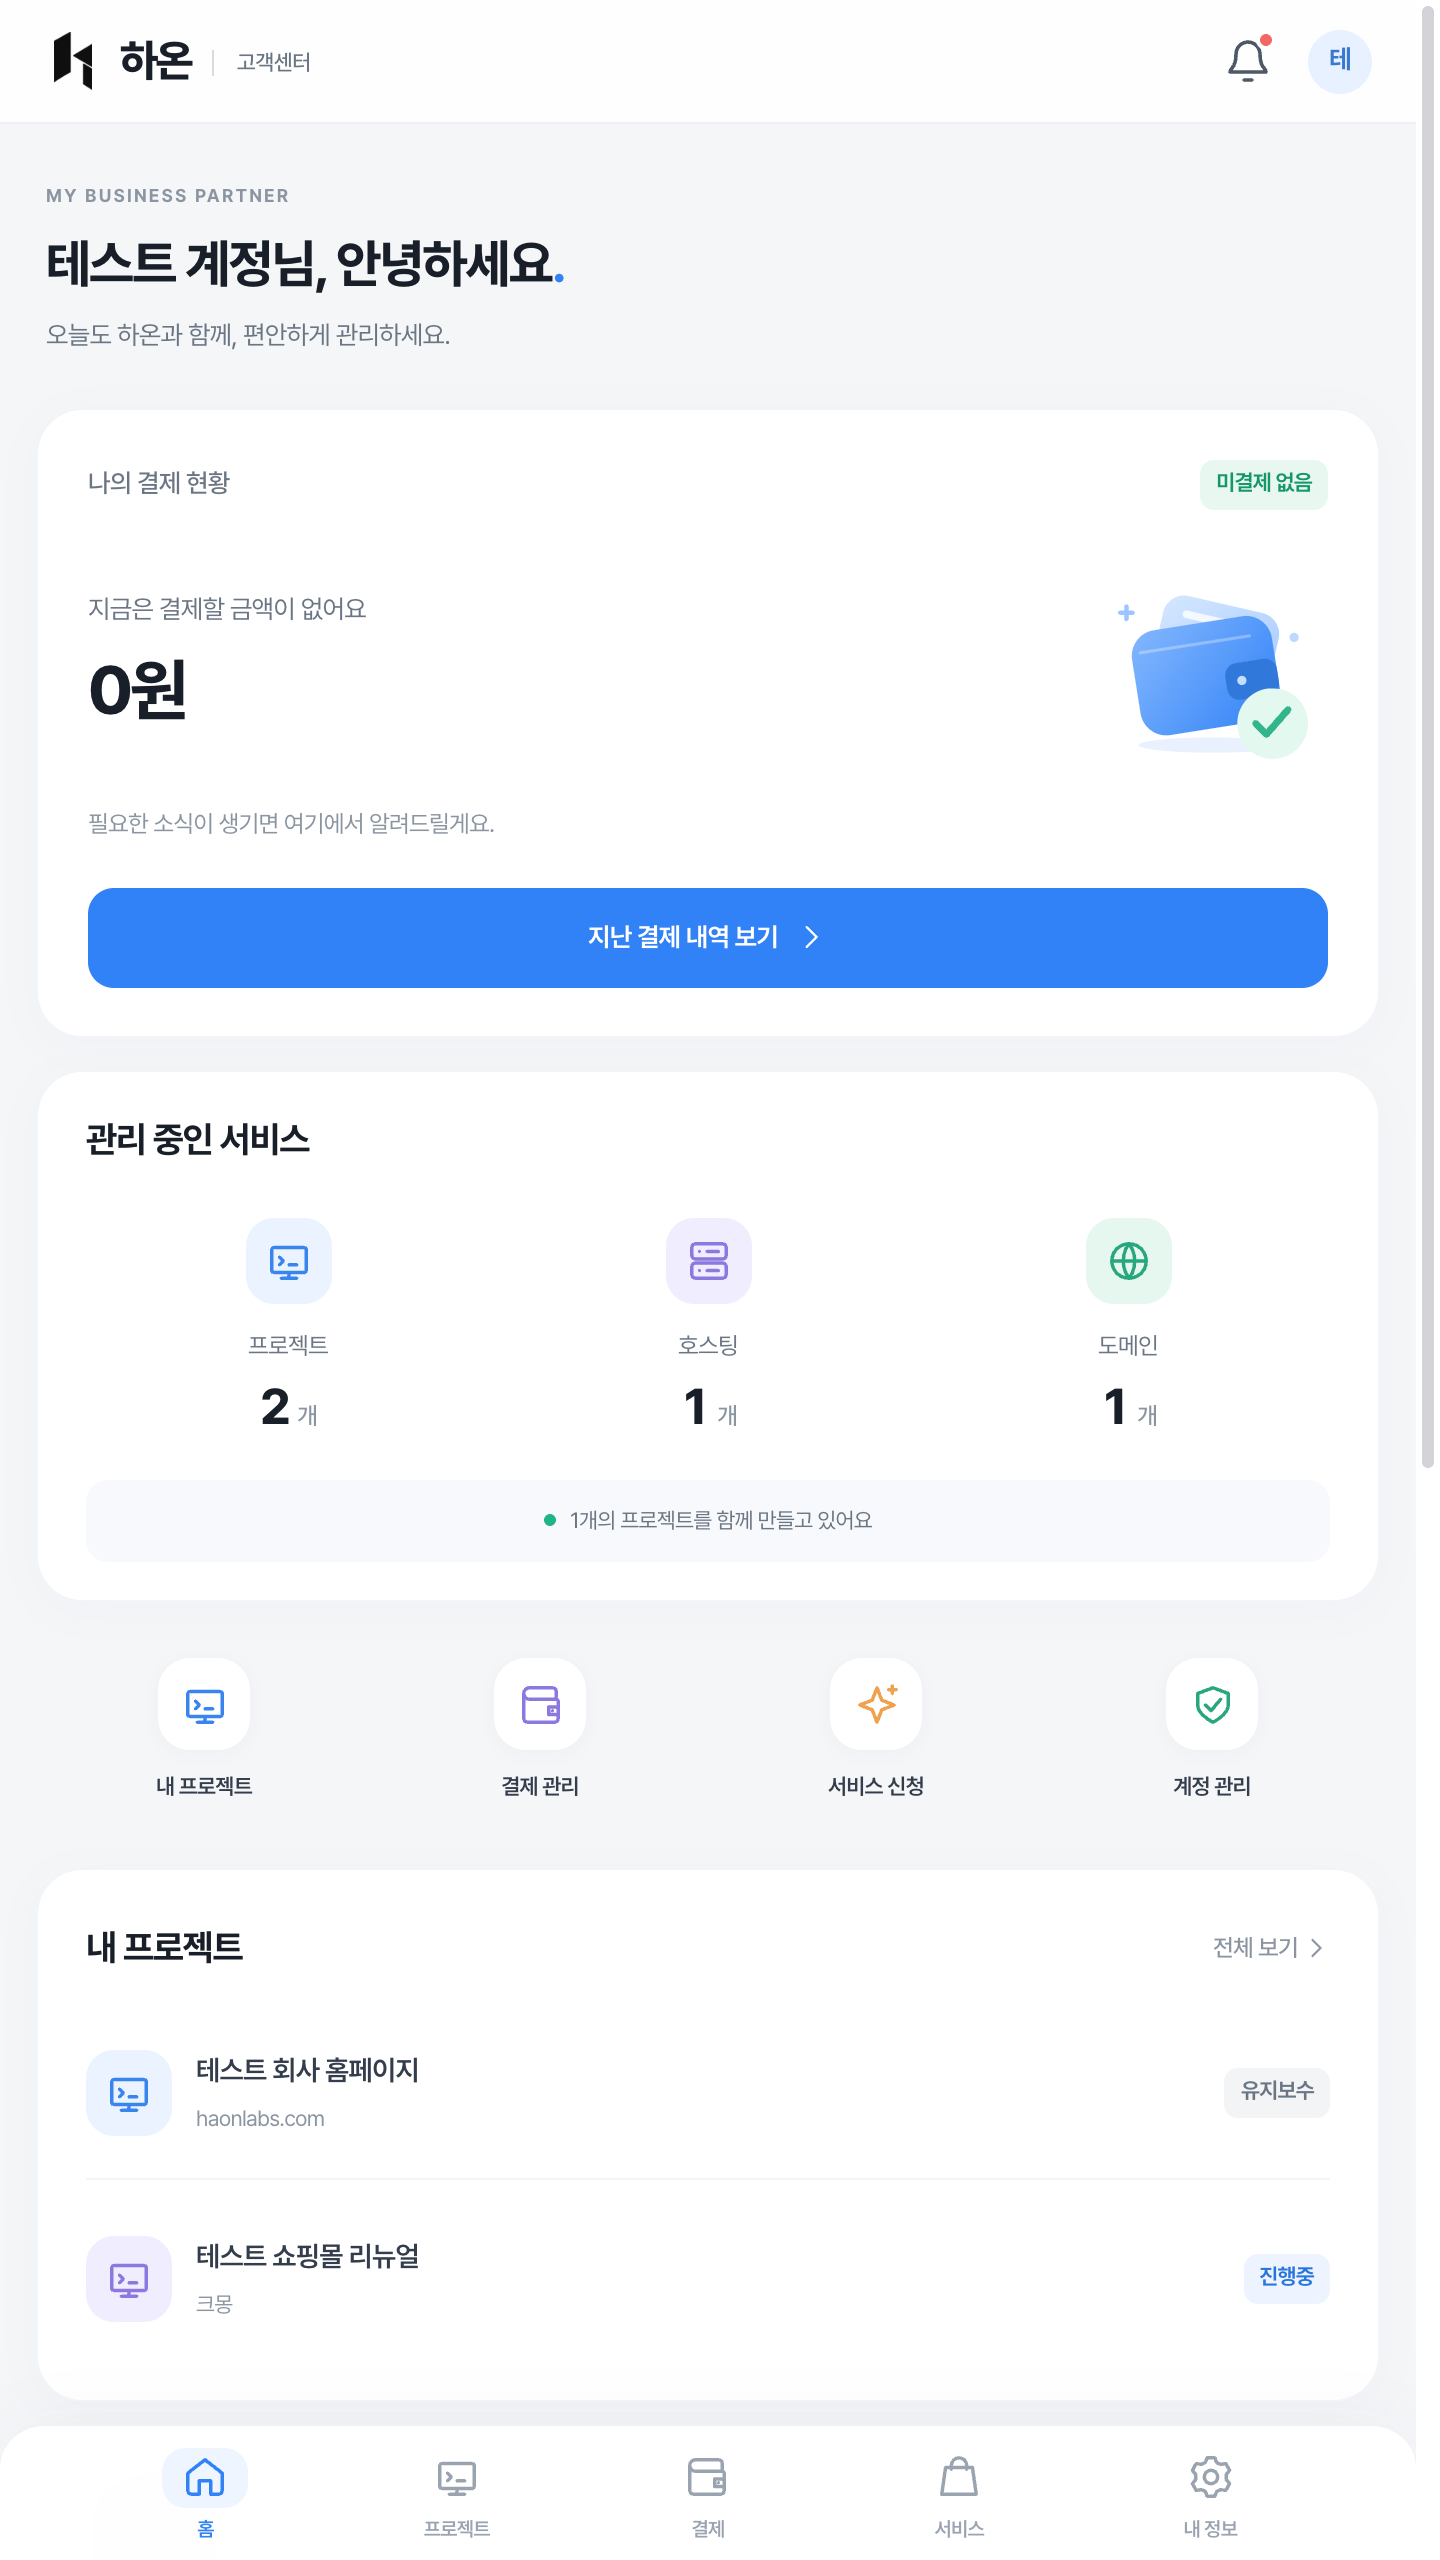 하온
고객센터
테
MY BUSINESS PARTNER
테스트 계정님, 안녕하세요.
오늘도 하온과 함께, 편안하게 관리하세요.
나의 결제 현황
미결제 없음
지금은 결제할 금액이 없어요
0원
필요한 소식이 생기면 여기에서 알려드릴게요.
지난 결제 내역 보기
관리 중인 서비스
프로젝트
호스팅
도메인
2 개
1 개
1 개
1개의 프로젝트를 함께 만들고 있어요
내 프로젝트
결제 관리
서비스 신청
계정 관리
내 프로젝트
전체 보기
테스트 회사 홈페이지
haonlabs.com
유지보수
테스트 쇼핑몰 리뉴얼
크몽
진행중
홈
프로젝트
결제
서비스
내 정보